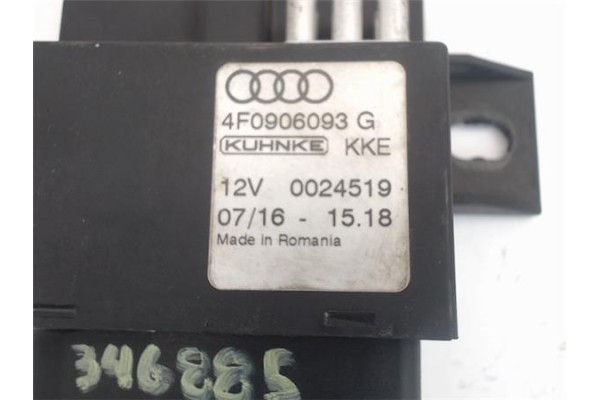 4F0906093 G
KUHNKE KKE
12V 0024519
07/16 - 15.18
Made in Romania
346885